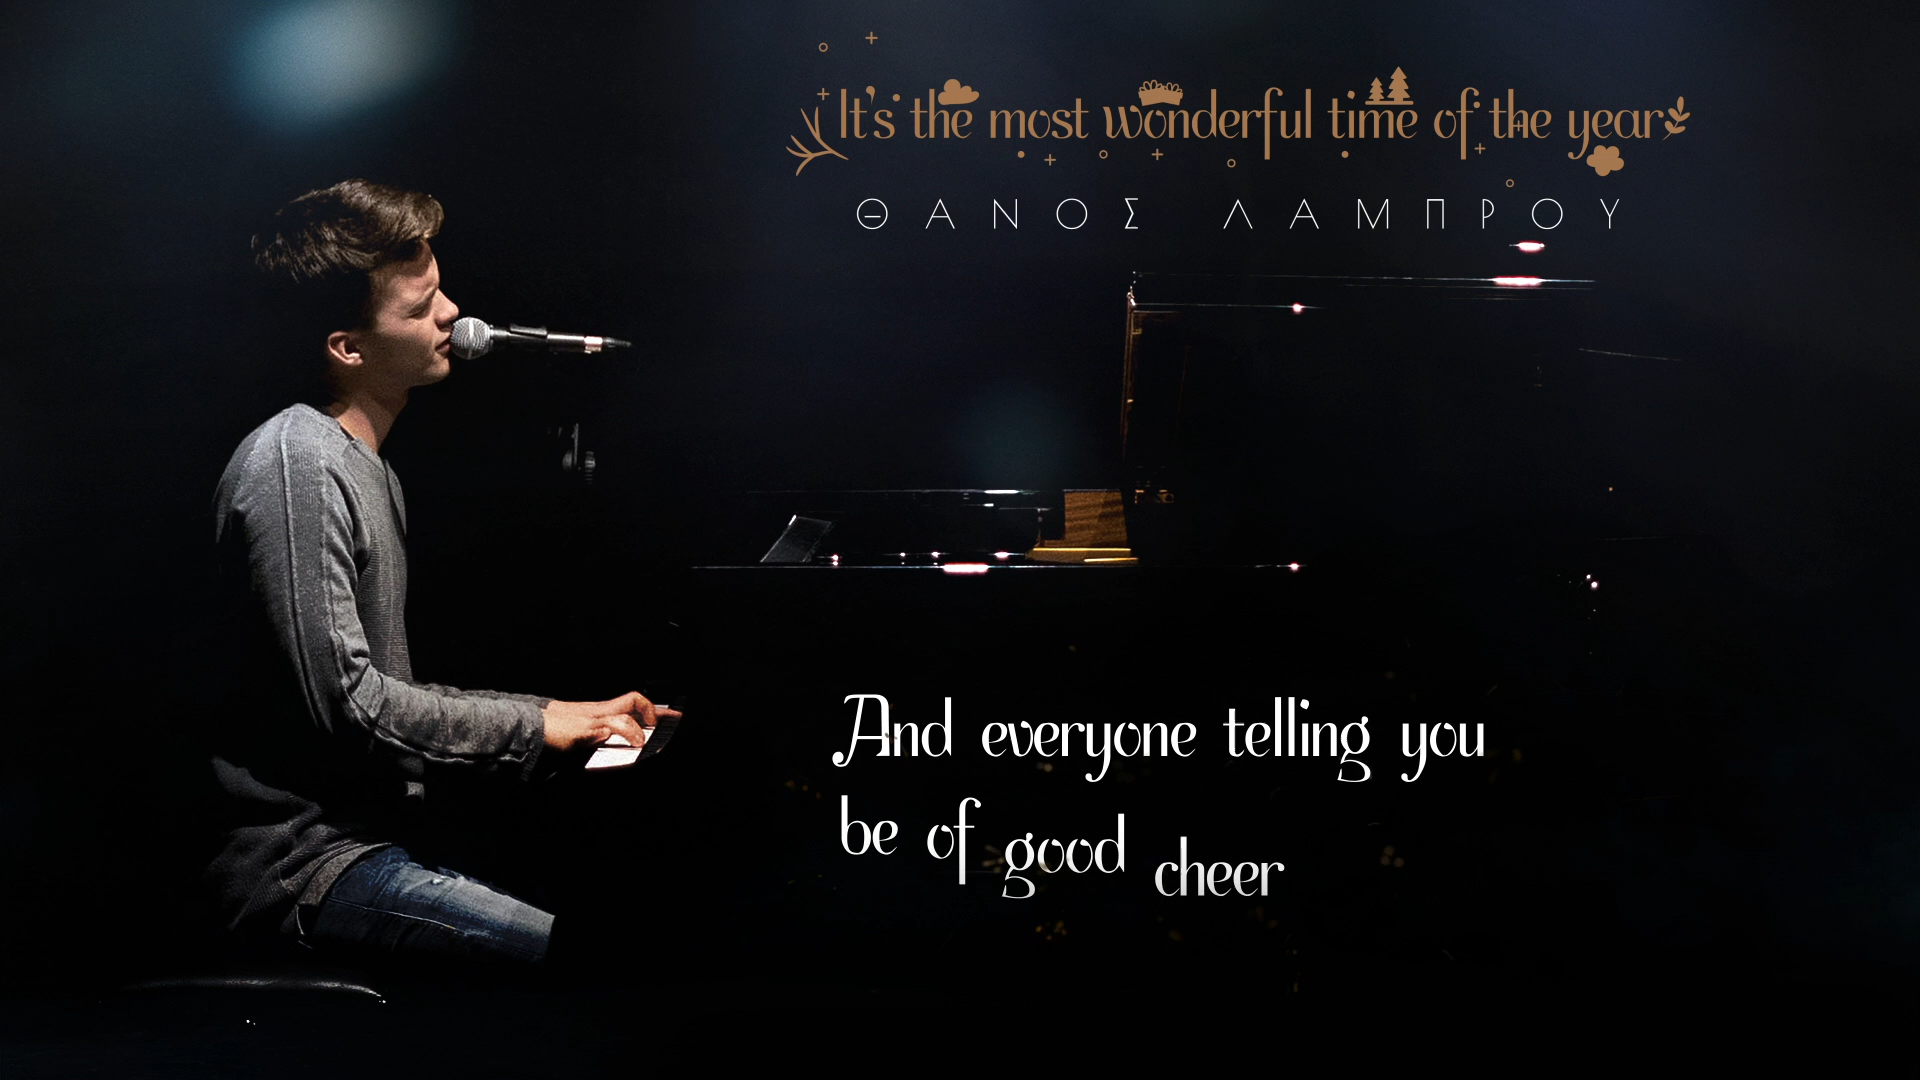 It's the most wonderful time of the year
ΘΑΝΟΣ ΛΑΜΠΡΟΥ
And everyone telling you
be of good cheer